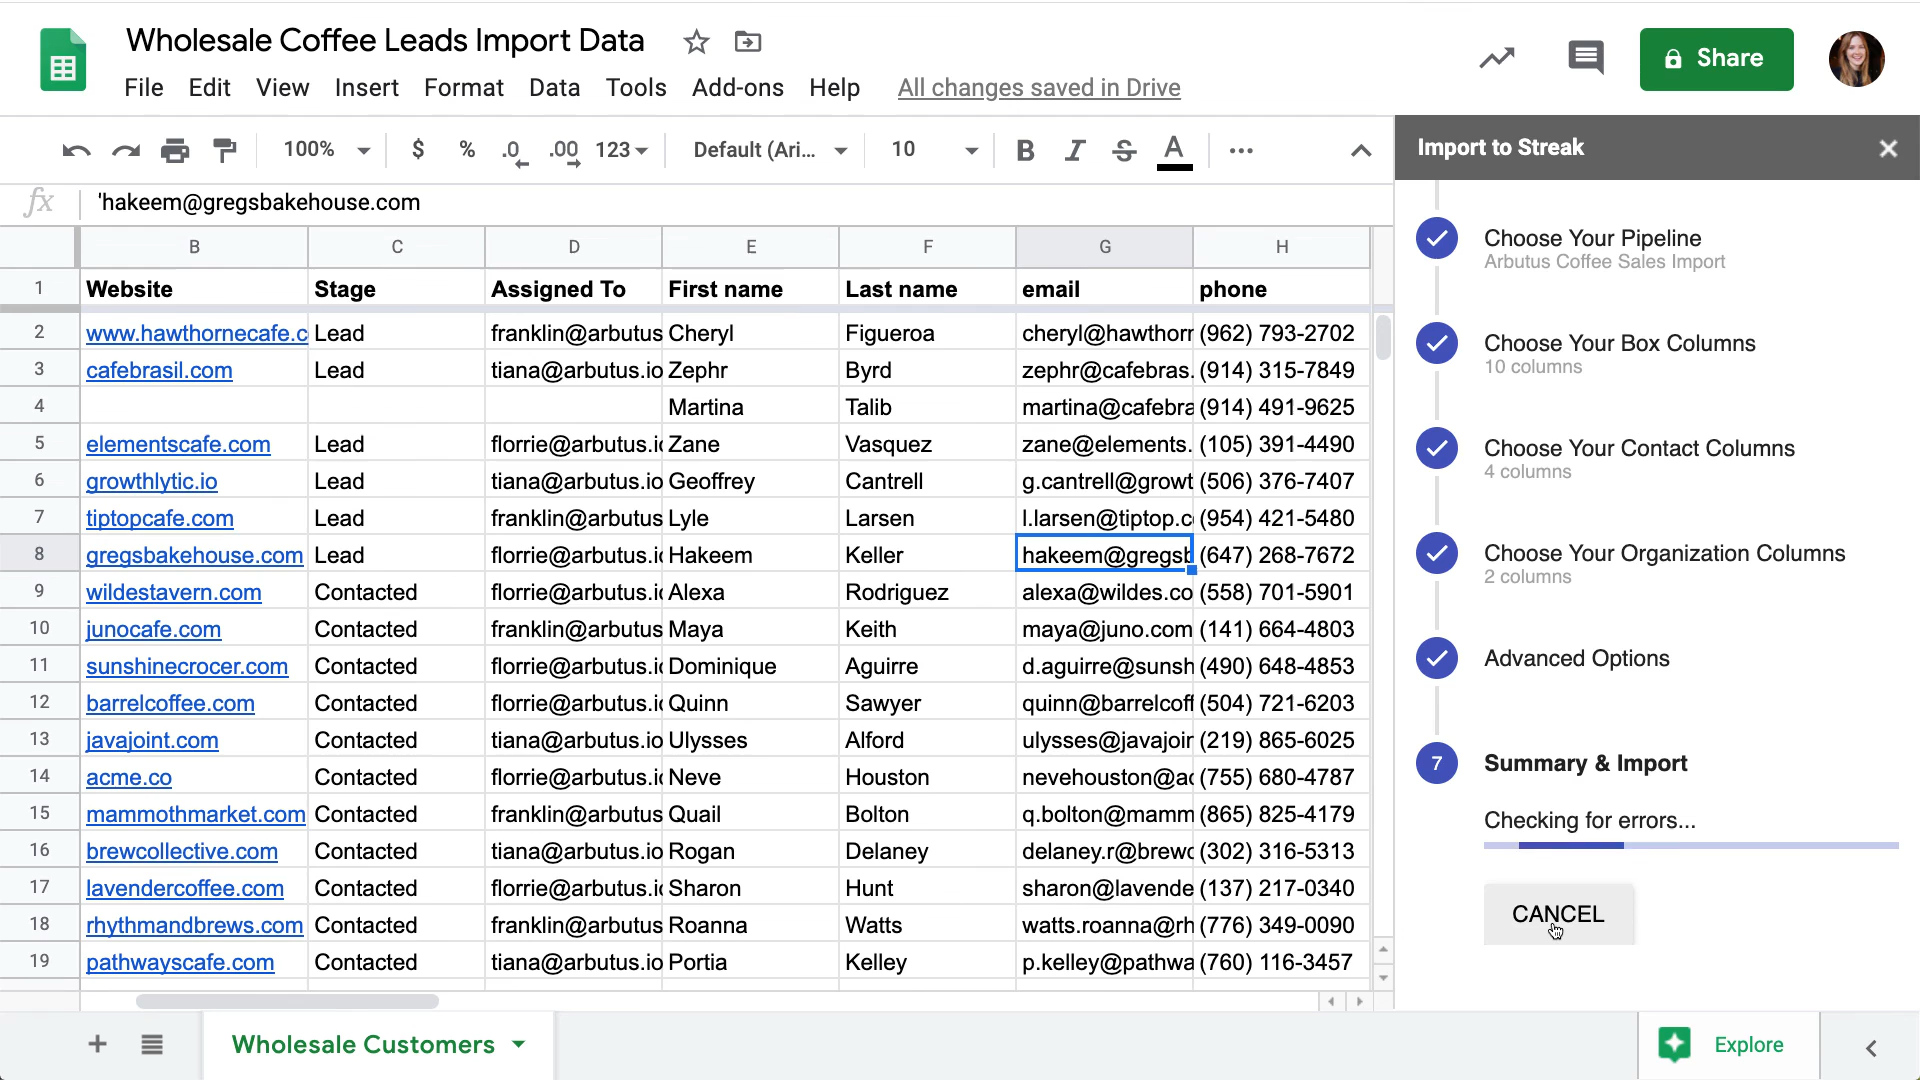 Wholesale Coffee Leads Import Data
File Edit View Insert Format Data Tools Add-ons Help All changes saved in Drive
Share
100% $ % .0 .00 123 Default (Ari... 10 B I S A
fx 'hakeem@gregsbakehouse.com
B C D E F G H
1 Website Stage Assigned To First name Last name email phone
2 www.hawthornecafe.c Lead franklin@arbutus Cheryl Figueroa cheryl@hawthorr (962) 793-2702
3 cafebrasil.com Lead tiana@arbutus.io Zephr Byrd zephr@cafebras. (914) 315-7849
4 Martina Talib martina@cafebra (914) 491-9625
5 elementscafe.com Lead florrie@arbutus.io Zane Vasquez zane@elements. (105) 391-4490
6 growthlytic.io Lead tiana@arbutus.io Geoffrey Cantrell g.cantrell@growt (506) 376-7407
7 tiptopcafe.com Lead franklin@arbutus Lyle Larsen l.larsen@tiptop.c (954) 421-5480
8 gregsbakehouse.com Lead florrie@arbutus.io Hakeem Keller hakeem@gregsb (647) 268-7672
9 wildestavern.com Contacted florrie@arbutus.io Alexa Rodriguez alexa@wildes.co (558) 701-5901
10 junocafe.com Contacted franklin@arbutus Maya Keith maya@juno.com (141) 664-4803
11 sunshinecrocer.com Contacted florrie@arbutus.io Dominique Aguirre d.aguirre@sunsh (490) 648-4853
12 barrelcoffee.com Contacted florrie@arbutus.io Quinn Sawyer quinn@barrelcoff (504) 721-6203
13 javajoint.com Contacted tiana@arbutus.io Ulysses Alford ulysses@javajoir (219) 865-6025
14 acme.co Contacted florrie@arbutus.io Neve Houston nevehouston@ac (755) 680-4787
15 mammothmarket.com Contacted franklin@arbutus Quail Bolton q.bolton@mamm (865) 825-4179
16 brewcollective.com Contacted tiana@arbutus.io Rogan Delaney delaney.r@brewc (302) 316-5313
17 lavendercoffee.com Contacted florrie@arbutus.io Sharon Hunt sharon@lavende (137) 217-0340
18 rhythmandbrews.com Contacted franklin@arbutus Roanna Watts watts.roanna@rh (776) 349-0090
19 pathwayscafe.com Contacted tiana@arbutus.io Portia Kelley p.kelley@pathwa (760) 116-3457
Wholesale Customers
Explore
Import to Streak
Choose Your Pipeline
Arbutus Coffee Sales Import
Choose Your Box Columns
10 columns
Choose Your Contact Columns
4 columns
Choose Your Organization Columns
2 columns
Advanced Options
7 Summary & Import
Checking for errors...
CANCEL